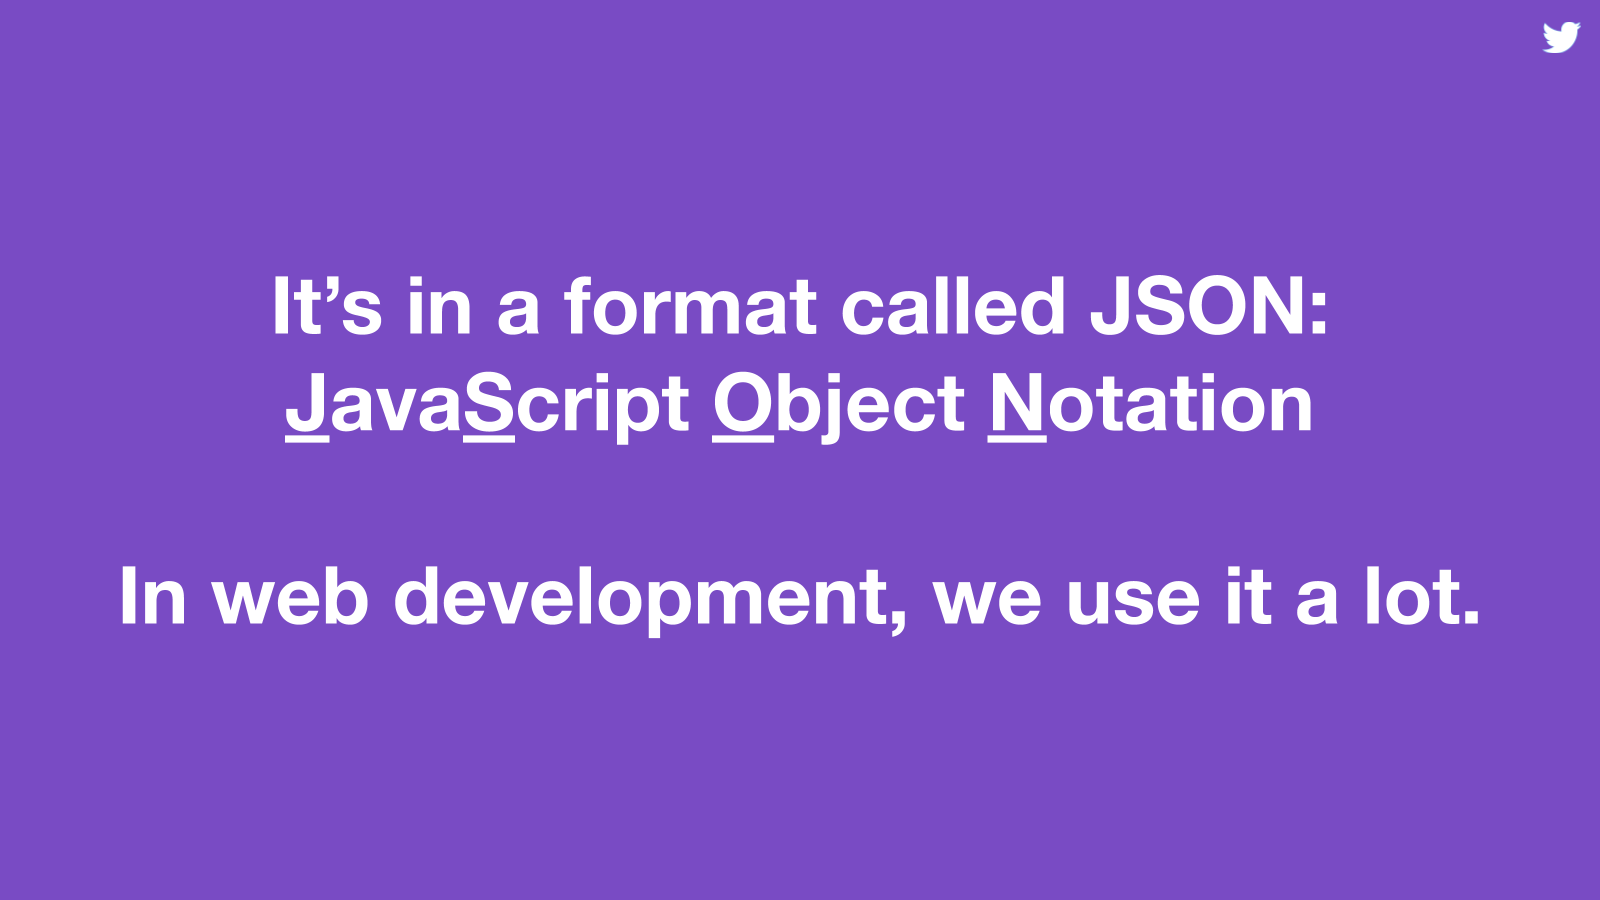 It’s in a format called JSON:
JavaScript Object Notation
In web development, we use it a lot.